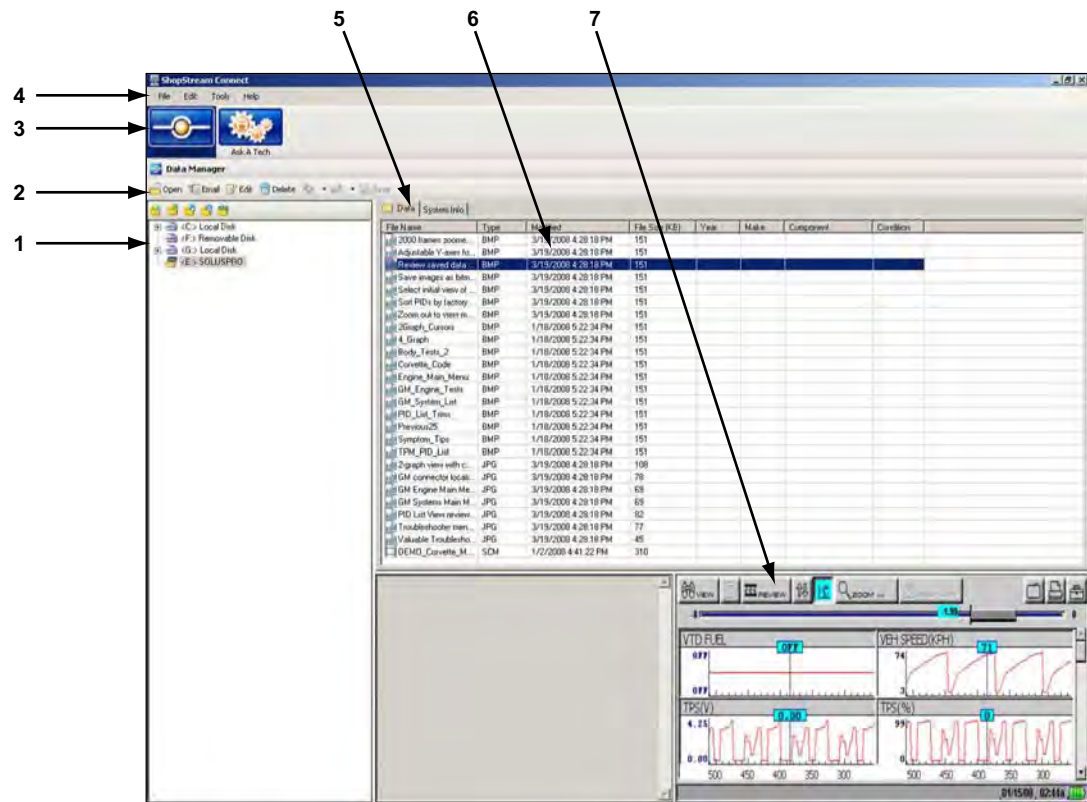 5 6 7
ShopStream Connect
4
File Edit Tools Help
3
Ask A Tech
Data Manager
2
Open Email Edit Delete
Data System Info
1
<C:> Local Disk
<F:> Removable Disk
<G:> Local Disk
<E:> SOLUSPRO
File Name Type Modified File Size (KB) Year Make Component Condition
2000 frames zoome... BMP 3/19/2008 4:28:18 PM 151
Adjustable Y-axes fo... BMP 3/19/2008 4:28:18 PM 151
Review saved data ... BMP 3/19/2008 4:28:18 PM 151
Save images as bitm... BMP 3/19/2008 4:28:18 PM 151
Select initial view of ... BMP 3/19/2008 4:28:18 PM 151
Sort PIDs by factory... BMP 3/19/2008 4:28:18 PM 151
Zoom out to view m... BMP 3/19/2008 4:28:18 PM 151
2Graph_Cursors BMP 1/18/2008 5:22:34 PM 151
4_Graph BMP 1/18/2008 5:22:34 PM 151
Body_Tests_2 BMP 1/18/2008 5:22:34 PM 151
Corvette_Code BMP 1/18/2008 5:22:34 PM 151
Engine_Main_Menu BMP 1/18/2008 5:22:34 PM 151
GM_Engine_Tests BMP 1/18/2008 5:22:34 PM 151
GM_System_List BMP 1/18/2008 5:22:34 PM 151
PID_List_Trims BMP 1/18/2008 5:22:34 PM 151
Previous25 BMP 1/18/2008 5:22:34 PM 151
Symptom_Tips BMP 1/18/2008 5:22:34 PM 151
TPM_PID_List BMP 1/18/2008 5:22:34 PM 151
2-graph view with c... JPG 3/19/2008 4:28:18 PM 108
GM connector locati... JPG 3/19/2008 4:28:18 PM 78
GM Engine Main Me... JPG 3/19/2008 4:28:18 PM 69
GM Systems Main M... JPG 3/19/2008 4:28:18 PM 69
PID List View review... JPG 3/19/2008 4:28:18 PM 82
Troubleshooter men... JPG 3/19/2008 4:28:18 PM 77
Valuable Troublesho... JPG 3/19/2008 4:28:18 PM 45
DEMO_Corvette_M... SCM 1/2/2000 4:41:22 PM 310
VIEW REVIEW ZOOM
VTD FUEL VEH SPEED(KPH)
OFF OFF 74 71
OFF 3
TPS(V) TPS(%)
4.25 0.00 99 0
0.00 0
500 450 400 350 300 500 450 400 350 300
01/15/08 , 02:44a